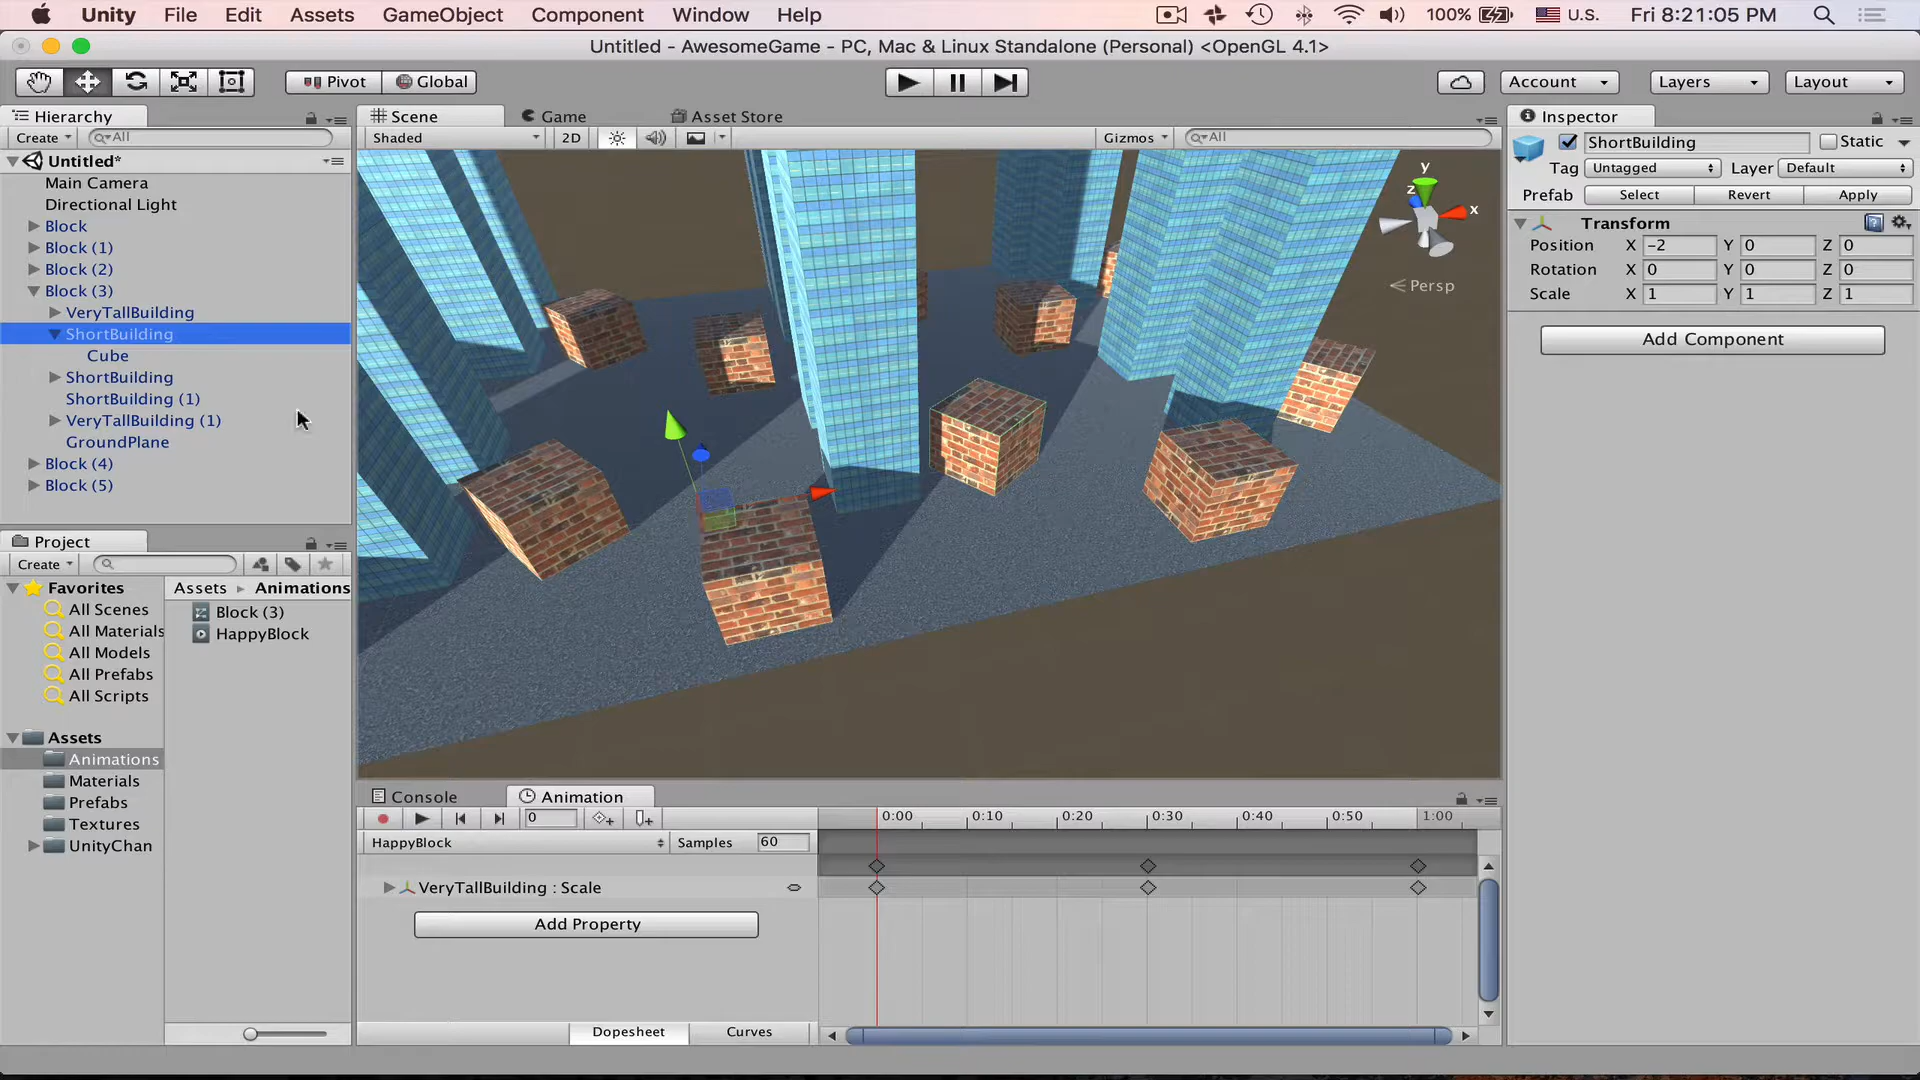 Unity File Edit Assets GameObject Component Window Help 100% U.S. Fri 8:21:05 PM
Untitled - AwesomeGame - PC, Mac & Linux Standalone (Personal) <OpenGL 4.1>
Pivot Global Account Layers Layout
Hierarchy
Create All
Untitled*
Main Camera
Directional Light
Block
Block (1)
Block (2)
Block (3)
VeryTallBuilding
ShortBuilding
Cube
ShortBuilding
ShortBuilding (1)
VeryTallBuilding (1)
GroundPlane
Block (4)
Block (5)
Project
Create
Favorites
All Scenes
All Materials
All Models
All Prefabs
All Scripts
Assets
Animations
Materials
Prefabs
Textures
UnityChan
Assets Animations
Block (3)
HappyBlock
Scene Game Asset Store
Shaded 2D Gizmos All
y
z
x
Persp
Console Animation
0 0:00 0:10 0:20 0:30 0:40 0:50 1:00
HappyBlock Samples 60
VeryTallBuilding : Scale
Add Property
Dopesheet Curves
Inspector
ShortBuilding Static
Tag Untagged Layer Default
Prefab Select Revert Apply
Transform
Position X -2 Y 0 Z 0
Rotation X 0 Y 0 Z 0
Scale X 1 Y 1 Z 1
Add Component